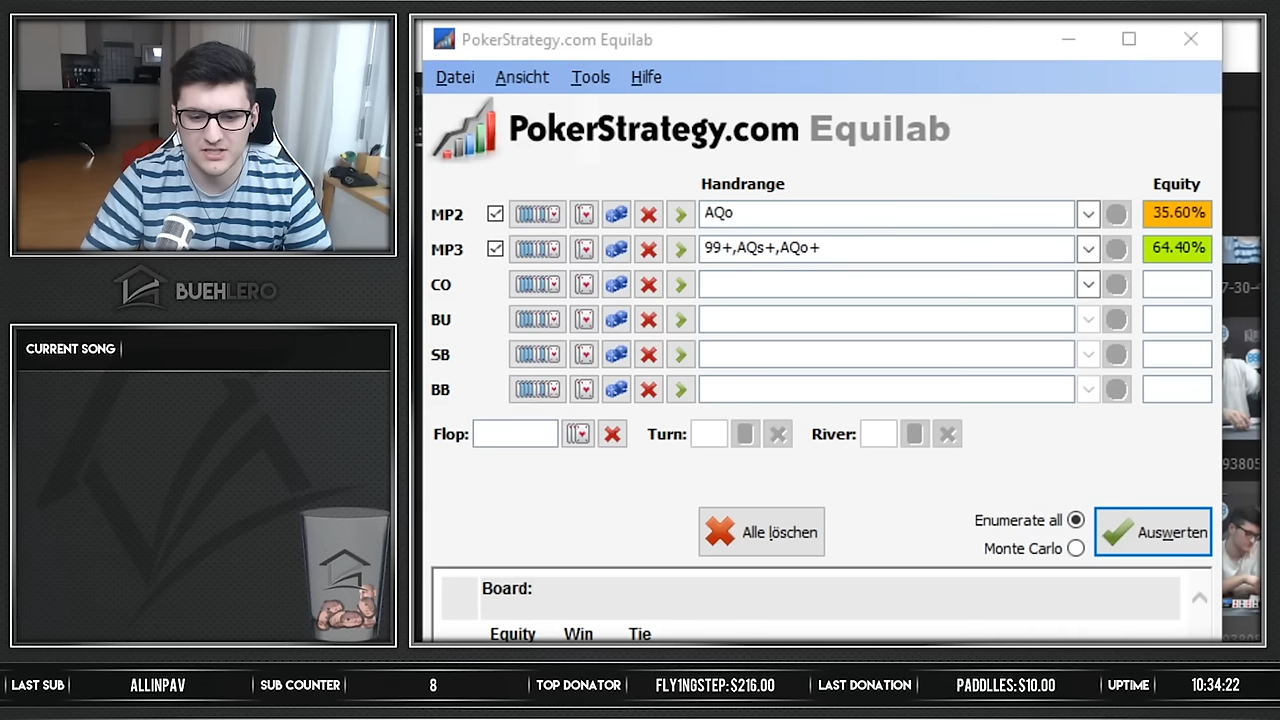 PokerStrategy.com Equilab
Datei Ansicht Tools Hilfe
PokerStrategy.com Equilab
Handrange Equity
MP2 AQo 35.60%
MP3 99+,AQs+,AQo+ 64.40%
CO
BU
SB
BB
Flop: Turn: River:
Alle löschen
Enumerate all
Monte Carlo
Auswerten
Board:
Equity Win Tie
BUEHLERO
CURRENT SONG
LAST SUB ALLINPAV SUB COUNTER 8 TOP DONATOR FLY1NGSTEP: $216.00 LAST DONATION PADDLLES: $10.00 UPTIME 10:34:22